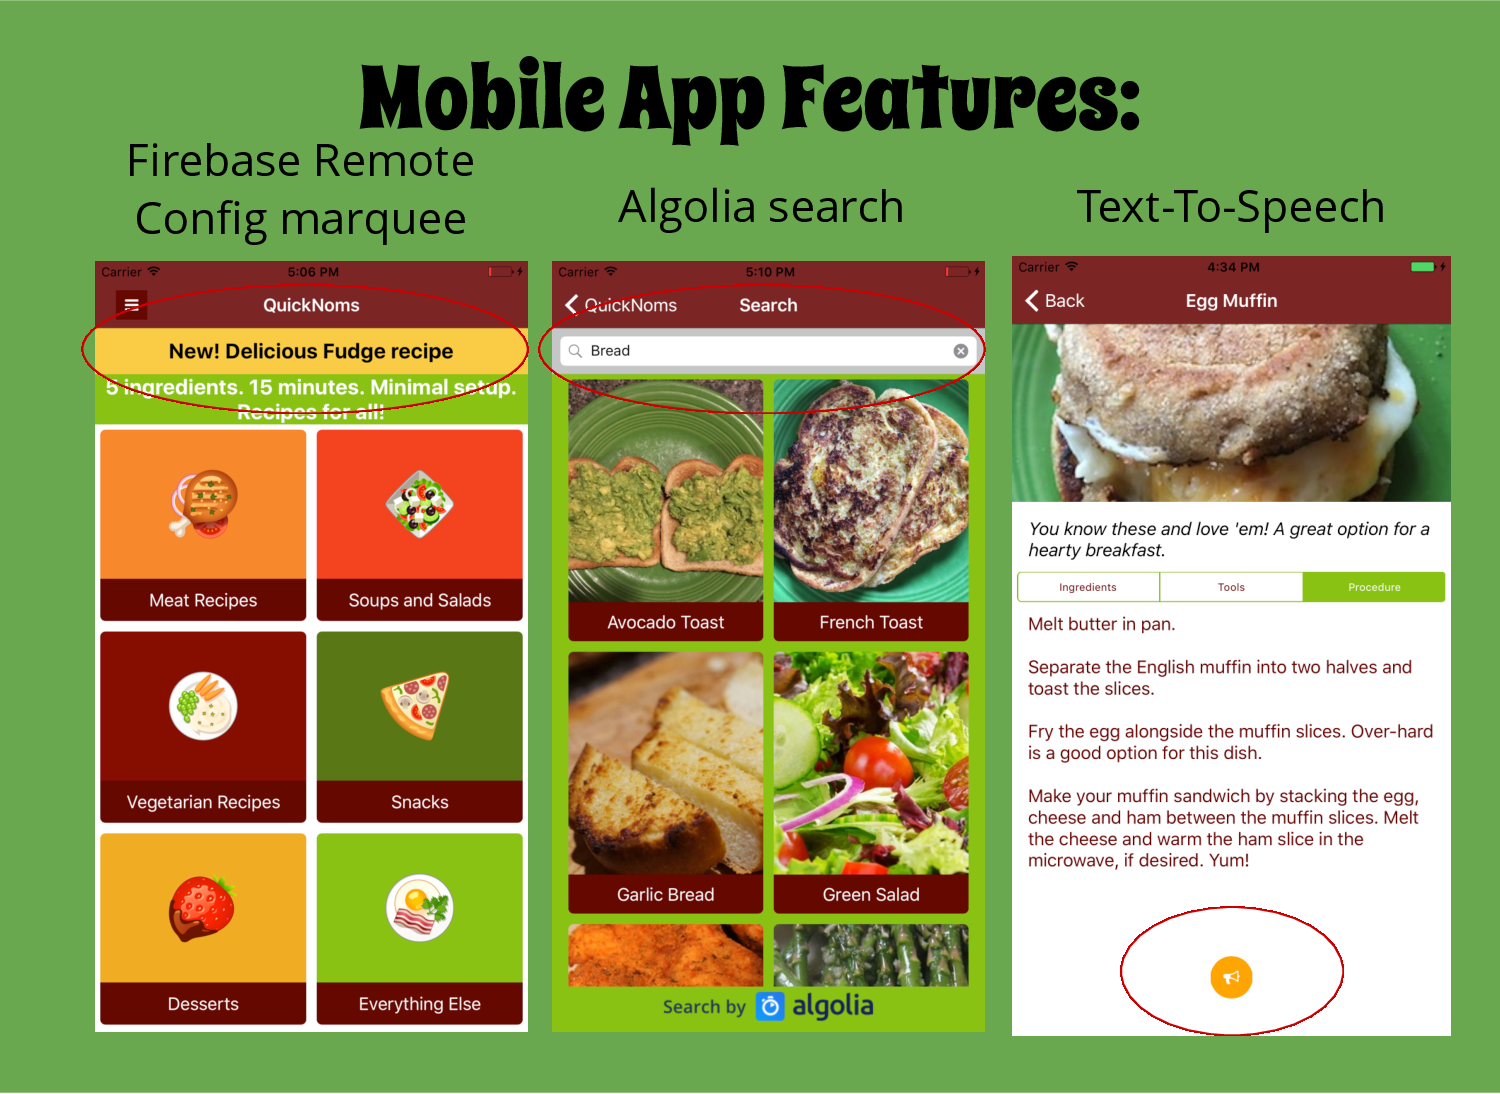 Mobile App Features:
Firebase Remote
Config marquee
Algolia search
Text-To-Speech
Carrier 5:06 PM
QuickNoms
New! Delicious Fudge recipe
5 ingredients. 15 minutes. Minimal setup.
Recipes for all!
Meat Recipes
Soups and Salads
Vegetarian Recipes
Snacks
Desserts
Everything Else
Carrier 5:10 PM
QuickNoms Search
Bread
Avocado Toast
French Toast
Garlic Bread
Green Salad
Search by algolia
Carrier 4:34 PM
Back Egg Muffin
You know these and love 'em! A great option for a
hearty breakfast.
Ingredients Tools Procedure
Melt butter in pan.
Separate the English muffin into two halves and
toast the slices.
Fry the egg alongside the muffin slices. Over-hard
is a good option for this dish.
Make your muffin sandwich by stacking the egg,
cheese and ham between the muffin slices. Melt
the cheese and warm the ham slice in the
microwave, if desired. Yum!